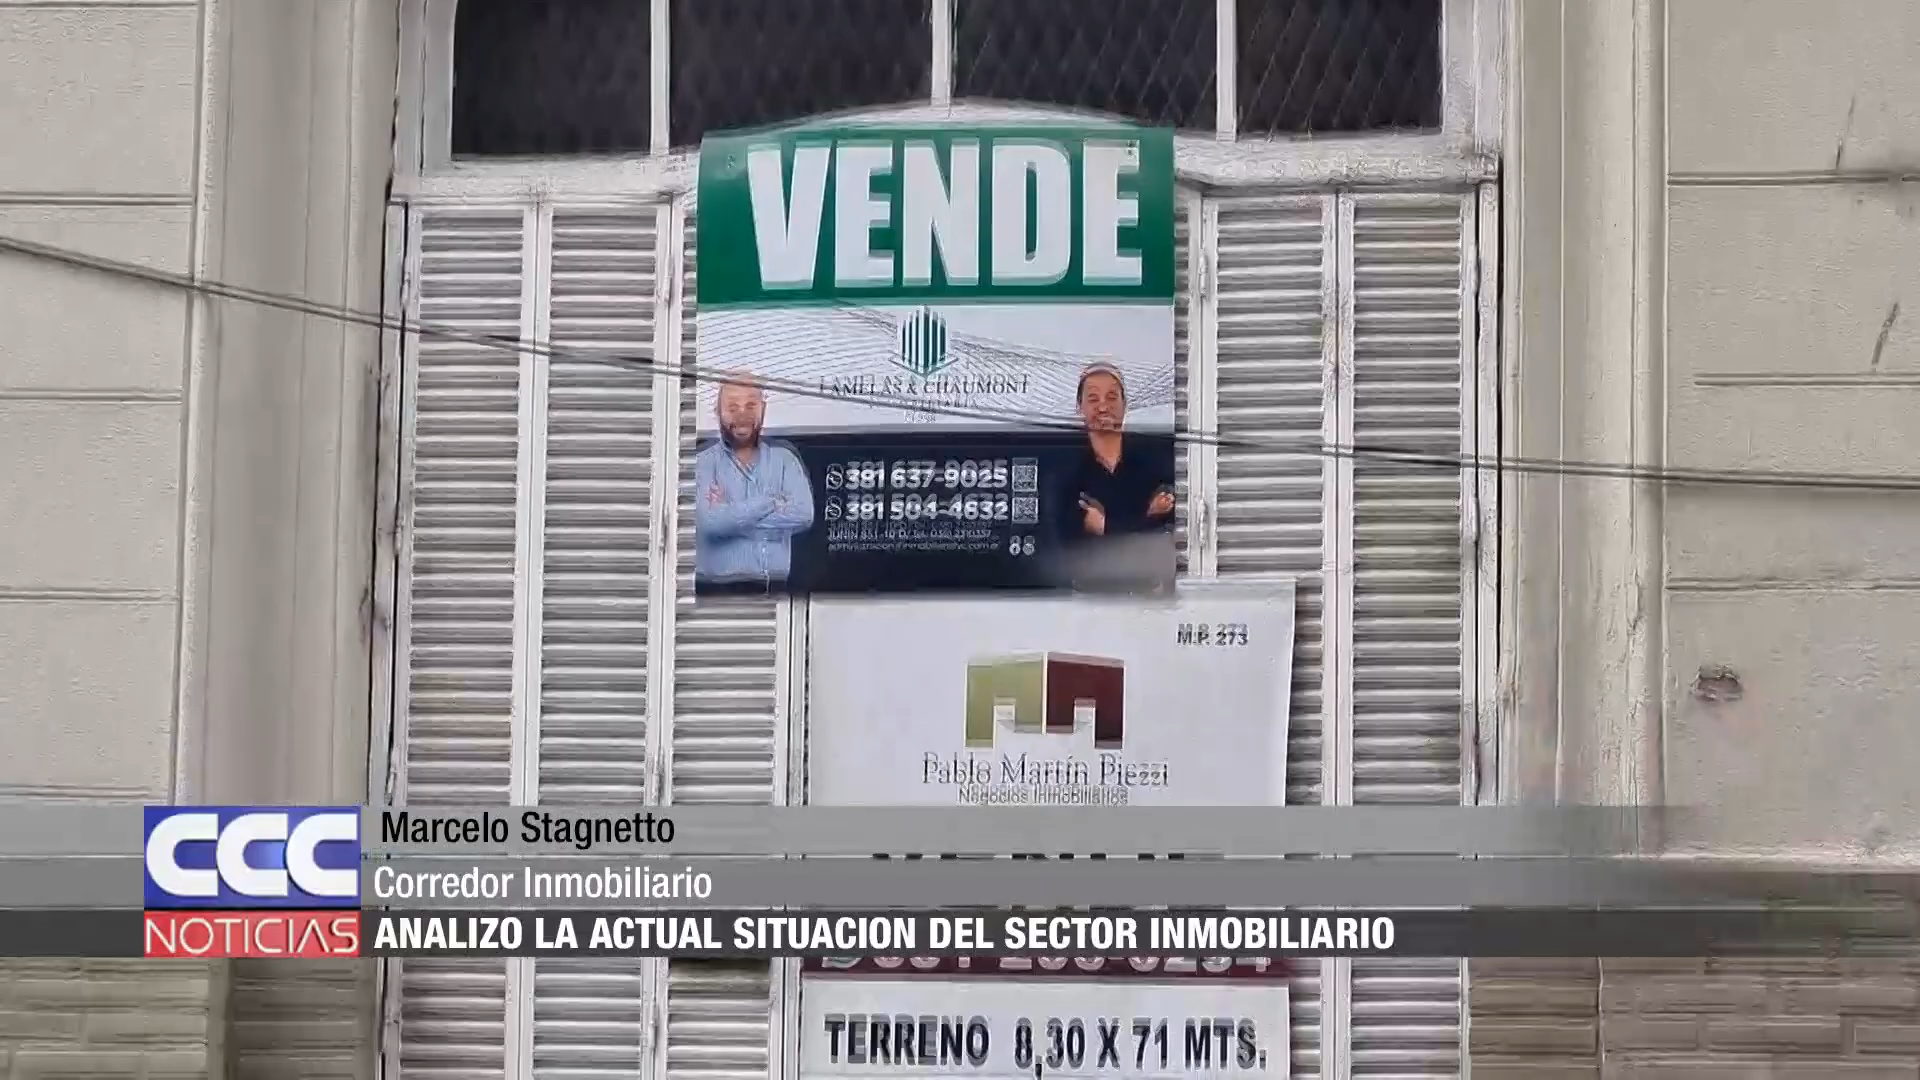 VENDE
LAMELAS & CHAUMONT
381 637-9025
381 504-4632
M.P. 273
Pablo Martín Piezzi
Negocios Inmobiliarios
CCC
NOTICIAS
Marcelo Stagnetto
Corredor Inmobiliario
ANALIZO LA ACTUAL SITUACION DEL SECTOR INMOBILIARIO
TERRENO 8,30 X 71 MTS.